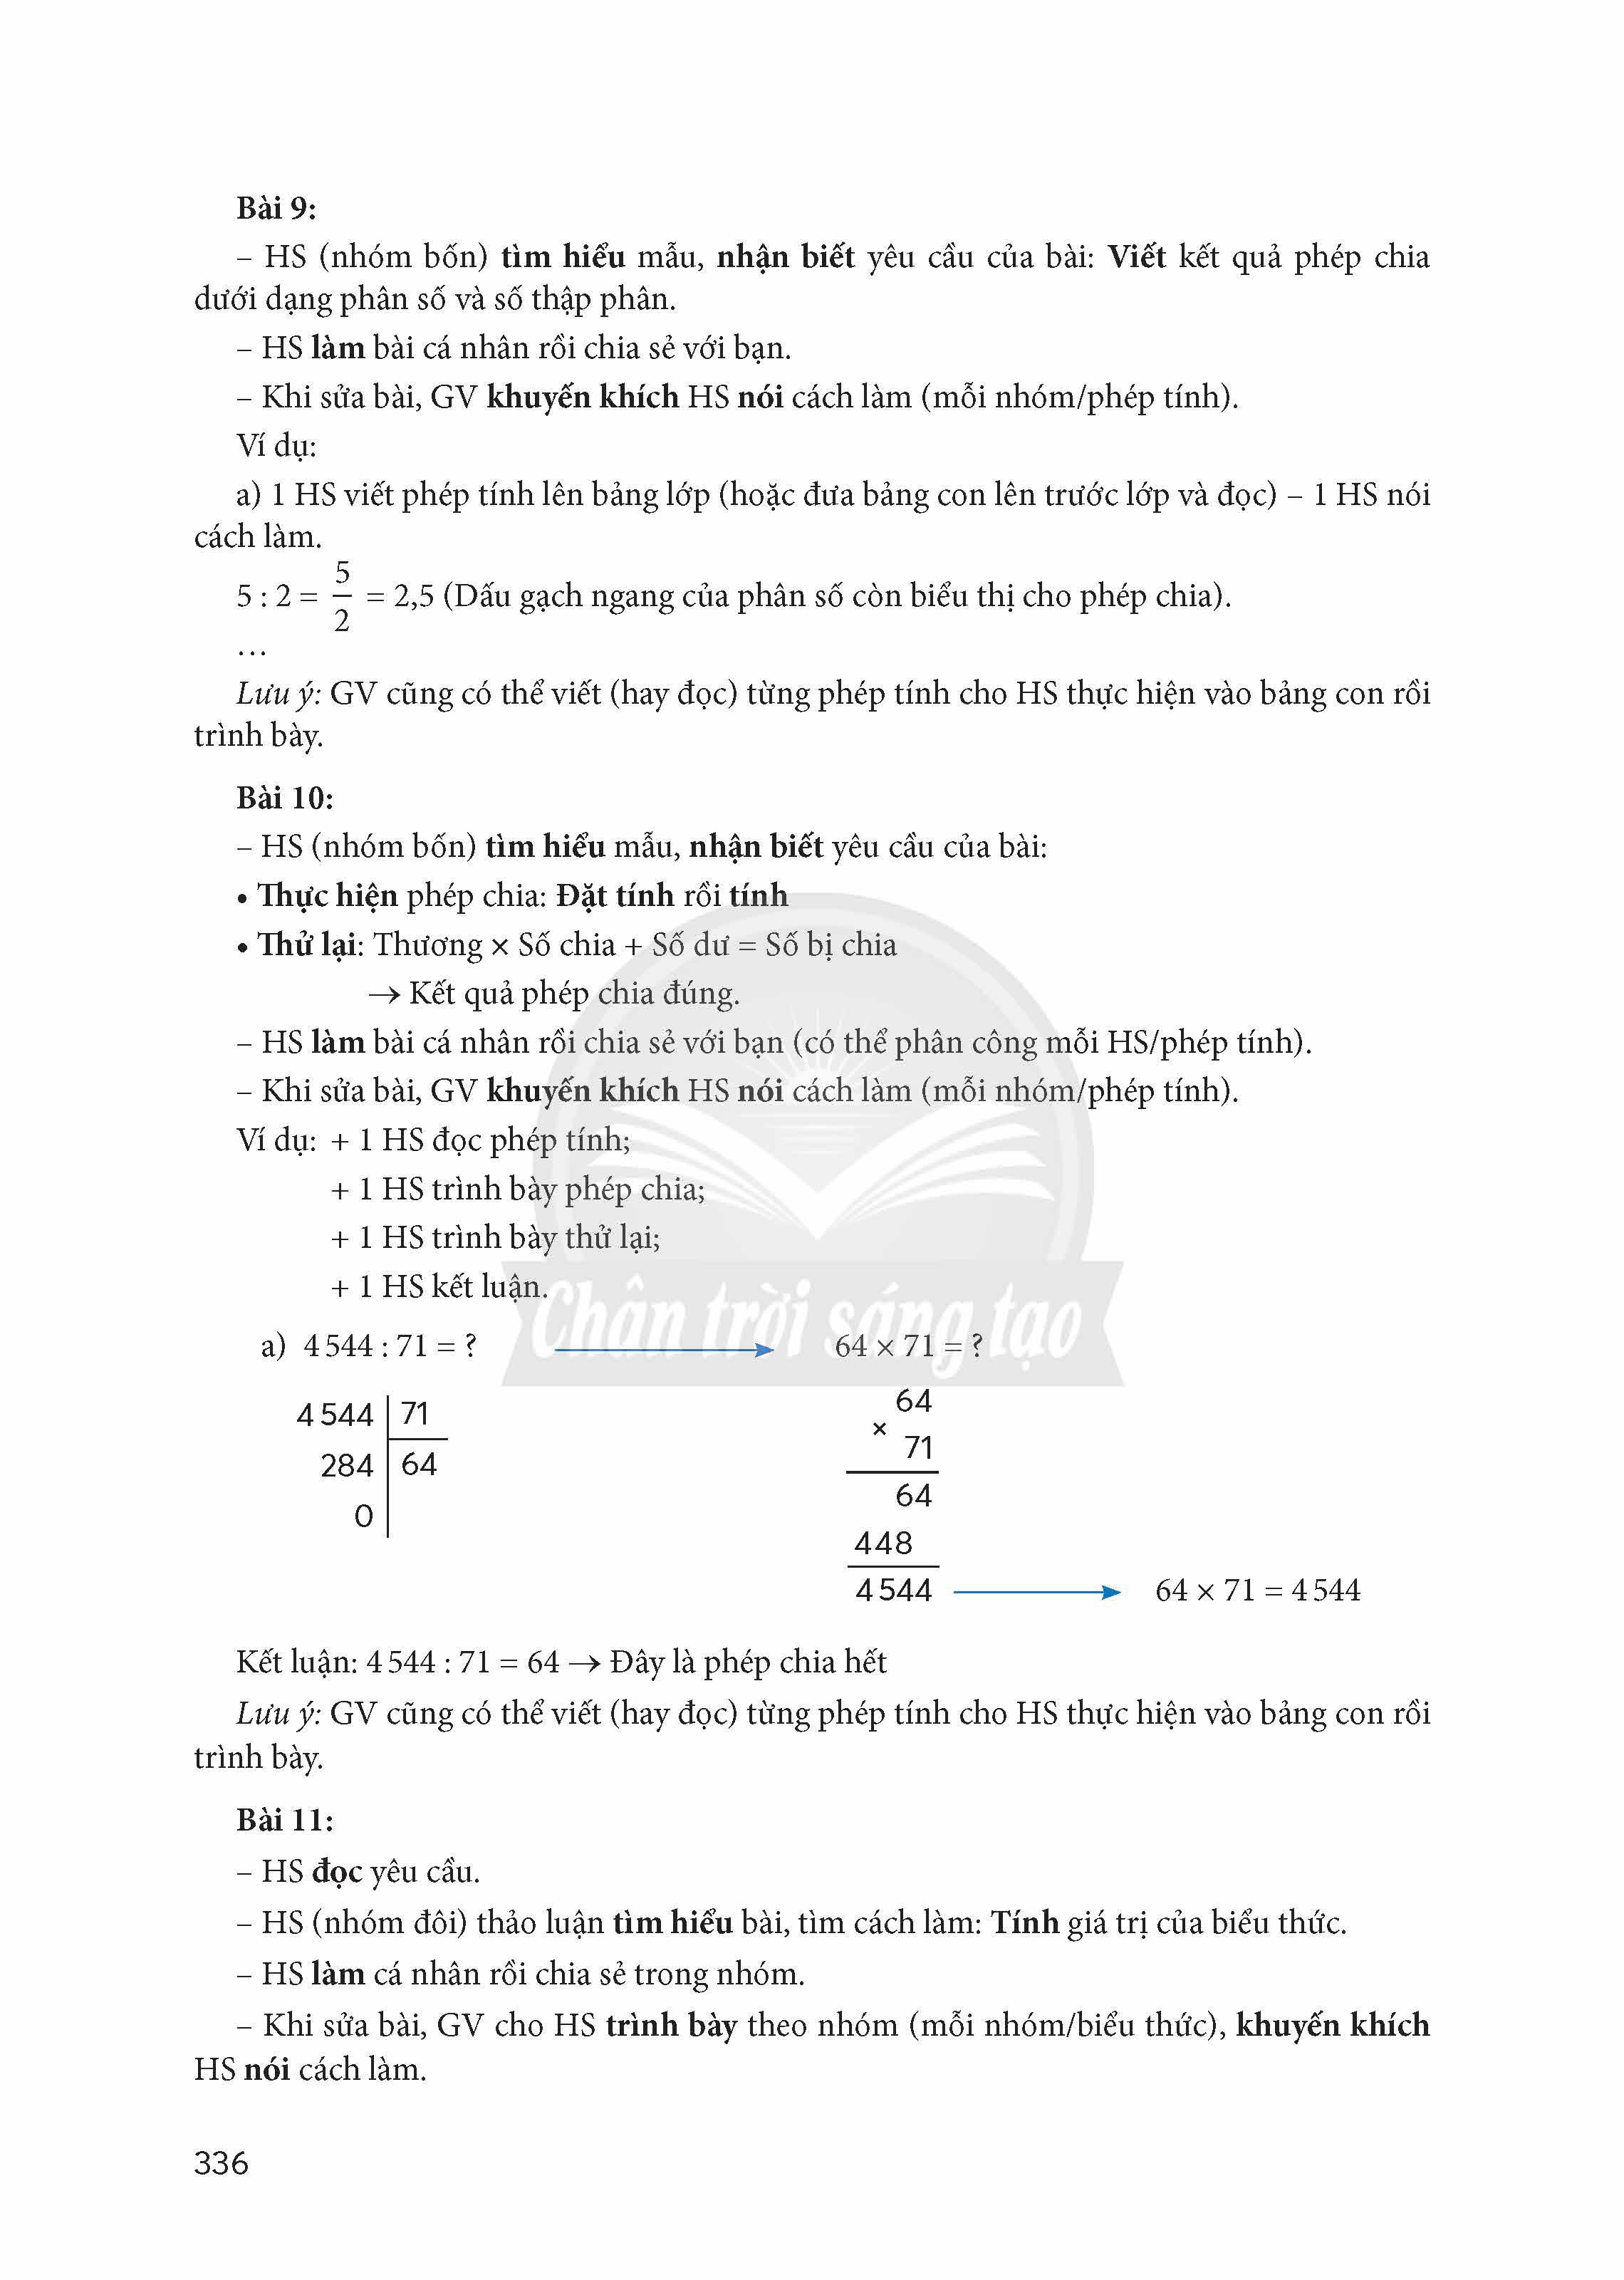 Bài 9:
– HS (nhóm bốn) tìm hiểu mẫu, nhận biết yêu cầu của bài: Viết kết quả phép chia
dưới dạng phân số và số thập phân.
– HS làm bài cá nhân rồi chia sẻ với bạn.
– Khi sửa bài, GV khuyến khích HS nói cách làm (mỗi nhóm/phép tính).
Ví dụ:
a) 1 HS viết phép tính lên bảng lớp (hoặc đưa bảng con lên trước lớp và đọc) – 1 HS nói
cách làm.
5 : 2 = 5/2 = 2,5 (Dấu gạch ngang của phân số còn biểu thị cho phép chia).
…
Lưu ý: GV cũng có thể viết (hay đọc) từng phép tính cho HS thực hiện vào bảng con rồi
trình bày.
Bài 10:
– HS (nhóm bốn) tìm hiểu mẫu, nhận biết yêu cầu của bài:
• Thực hiện phép chia: Đặt tính rồi tính
• Thử lại: Thương × Số chia + Số dư = Số bị chia
→ Kết quả phép chia đúng.
– HS làm bài cá nhân rồi chia sẻ với bạn (có thể phân công mỗi HS/phép tính).
– Khi sửa bài, GV khuyến khích HS nói cách làm (mỗi nhóm/phép tính).
Ví dụ: + 1 HS đọc phép tính;
+ 1 HS trình bày phép chia;
+ 1 HS trình bày thử lại;
+ 1 HS kết luận.
Chân trời sáng tạo
a) 4 544 : 71 = ? 64 × 71 = ?
4 544 71
284 64
0
64
×
71
64
448
4 544 64 × 71 = 4 544
Kết luận: 4 544 : 71 = 64 → Đây là phép chia hết
Lưu ý: GV cũng có thể viết (hay đọc) từng phép tính cho HS thực hiện vào bảng con rồi
trình bày.
Bài 11:
– HS đọc yêu cầu.
– HS (nhóm đôi) thảo luận tìm hiểu bài, tìm cách làm: Tính giá trị của biểu thức.
– HS làm cá nhân rồi chia sẻ trong nhóm.
– Khi sửa bài, GV cho HS trình bày theo nhóm (mỗi nhóm/biểu thức), khuyến khích
HS nói cách làm.
336